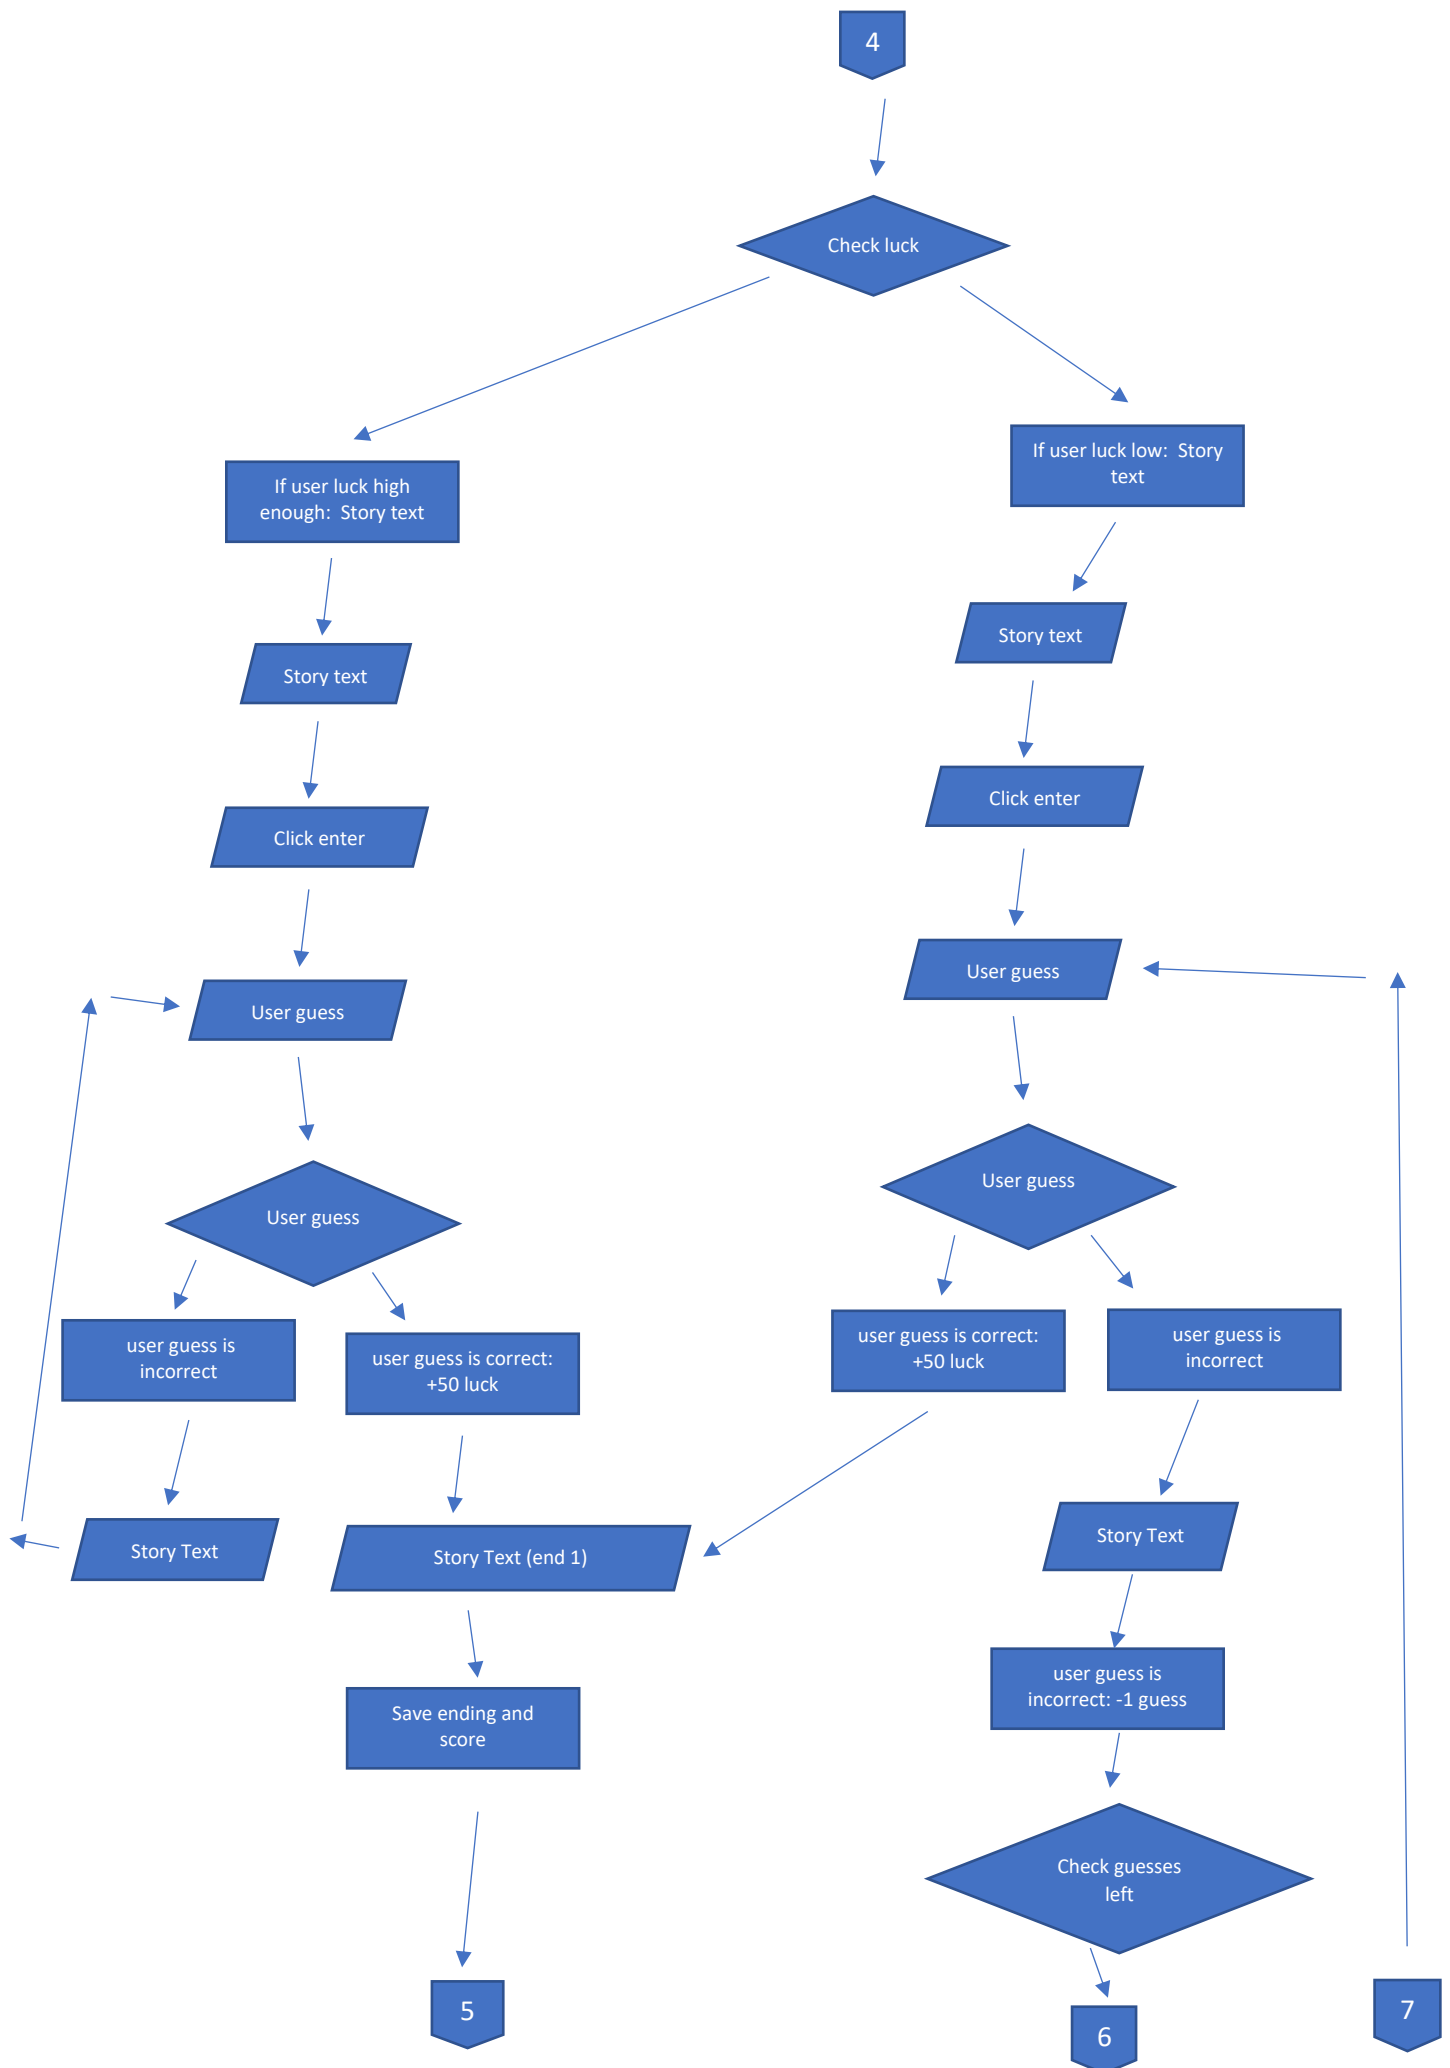 4
Check luck
If user luck high
enough:  Story text
If user luck low:  Story
text
Story text
Story text
Click enter
Click enter
User guess
User guess
User guess
User guess
user guess is
incorrect
user guess is correct:
+50 luck
user guess is correct:
+50 luck
user guess is
incorrect
Story Text
Story Text (end 1)
Story Text
Save ending and
score
user guess is
incorrect: -1 guess
Check guesses
left
5
6
7